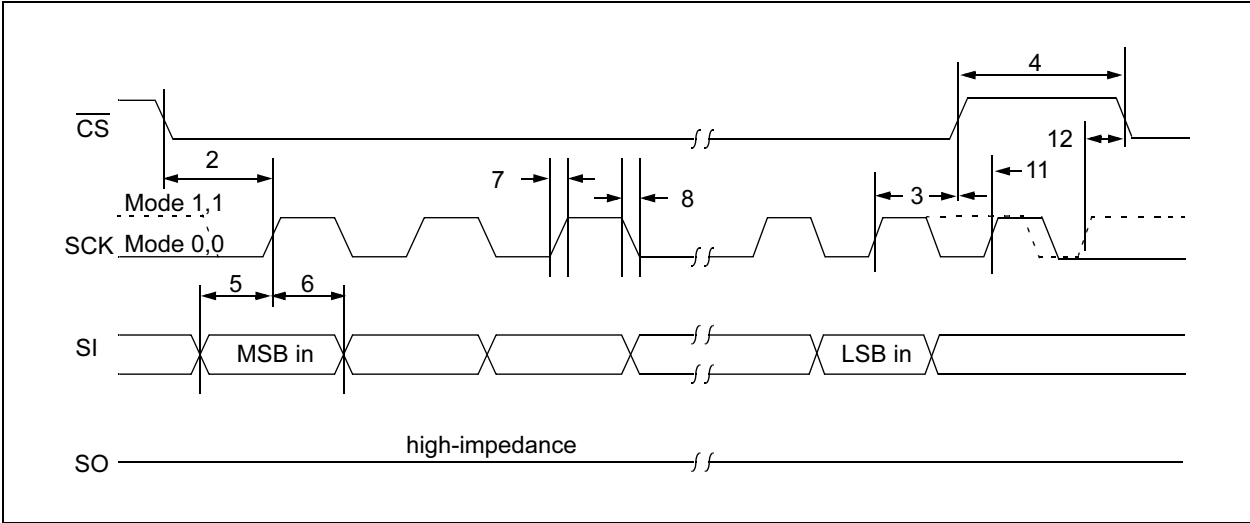 4
CS
12
2
11
7
3
8
Mode 1,1
SCK Mode 0,0
5
6
SI
MSB in
LSB in
high-impedance
SO